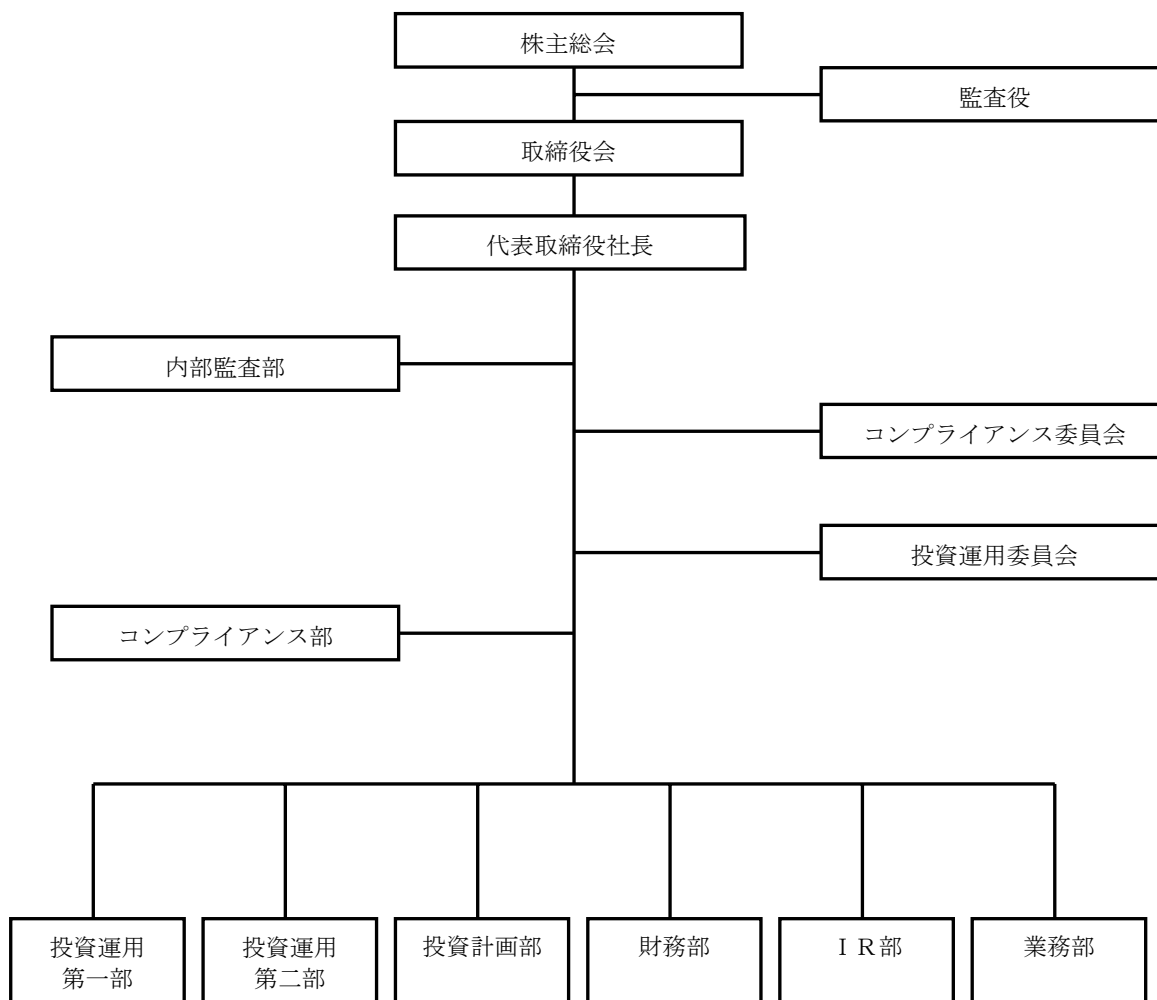 株主総会
監査役
取締役会
代表取締役社長
内部監査部
コンプライアンス委員会
投資運用委員会
コンプライアンス部
投資運用
第一部
投資運用
第二部
投資計画部
財務部
ＩＲ部
業務部